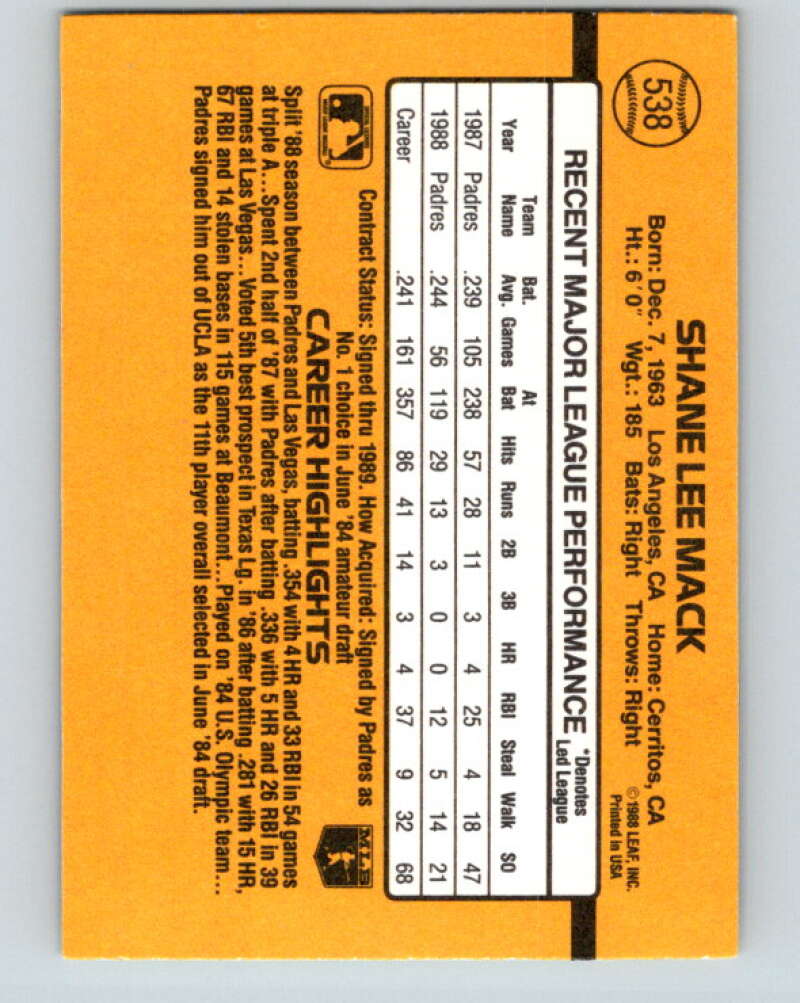 538
SHANE LEE MACK
Born: Dec. 7, 1963 Los Angeles, CA Home: Cerritos, CA
Ht.: 6'0" Wgt.: 185 Bats: Right Throws: Right
© 1988 LEAF, INC.
Printed in USA
RECENT MAJOR LEAGUE PERFORMANCE *Denotes Led League
Year Team Name Bat. Avg. Games At Bat Hits Runs 2B 3B HR RBI Steal Walk SO
1987 Padres .239 105 238 57 28 11 3 4 25 4 18 47
1988 Padres .244 56 119 29 13 3 0 0 12 5 14 21
Career .241 161 357 86 41 14 3 4 37 9 32 68
Contract Status: Signed thru 1989. How Acquired: Signed by Padres as
No. 1 choice in June '84 amateur draft
CAREER HIGHLIGHTS
MLB
Split '88 season between Padres and Las Vegas, batting .354 with 4 HR and 33 RBI in 54 games
at triple A...Spent 2nd half of '87 with Padres after batting .336 with 5 HR and 26 RBI in 39
games at Las Vegas...Voted 5th best prospect in Texas Lg. in '86 after batting .281 with 15 HR,
67 RBI and 14 stolen bases in 115 games at Beaumont...Played on '84 U.S. Olympic team...
Padres signed him out of UCLA as the 11th player overall selected in June '84 draft.